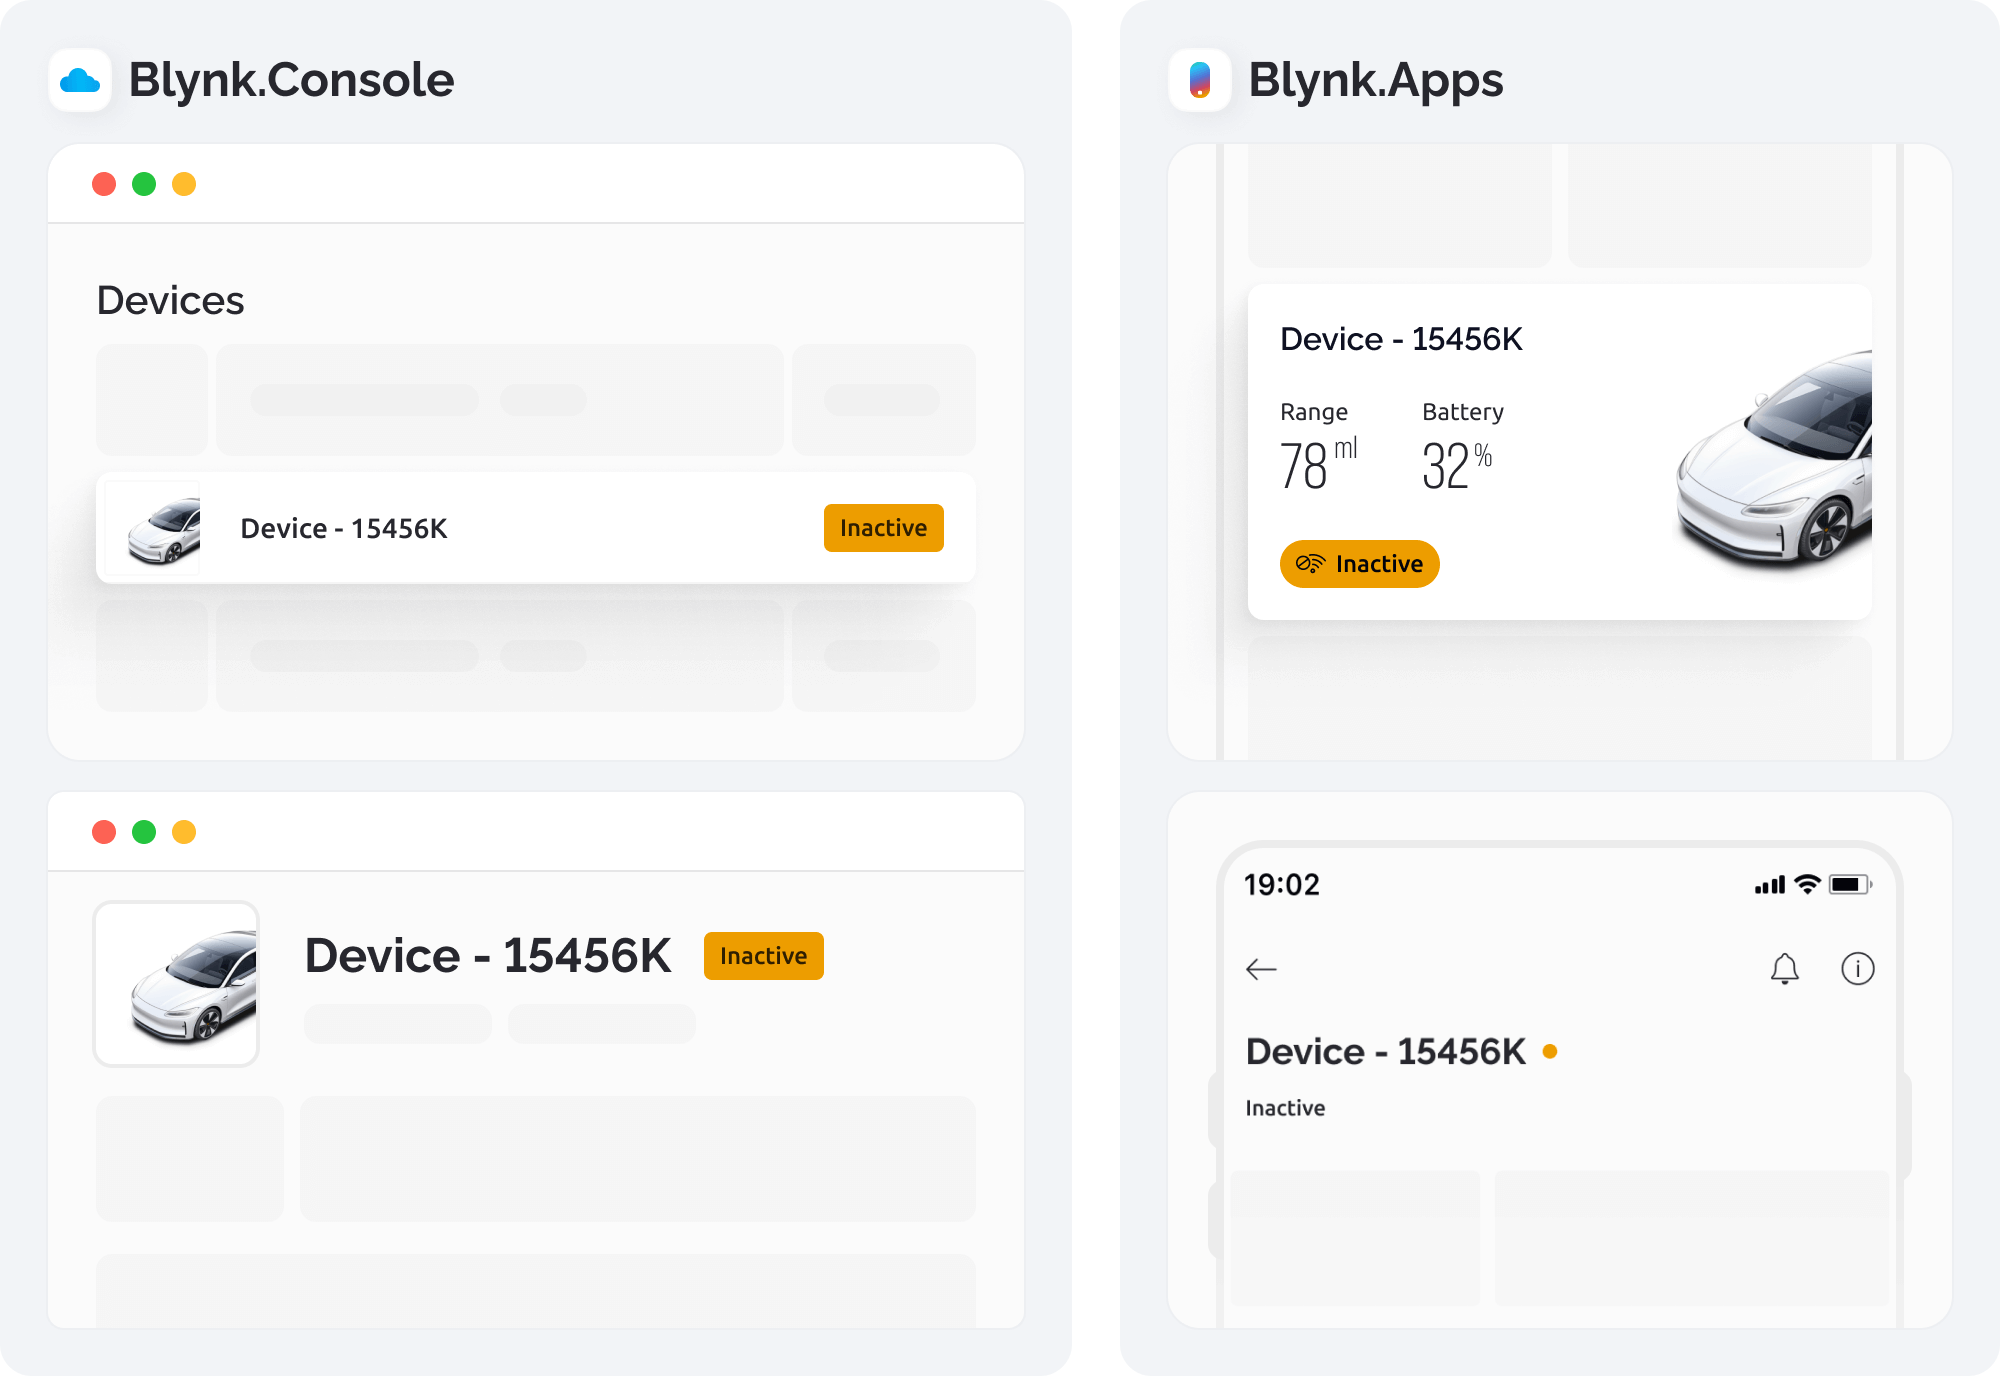 Blynk.Console
Devices
Device - 15456K
Inactive
Device - 15456K
Inactive
Blynk.Apps
Device - 15456K
Range
Battery
78 ml
32 %
Inactive
19:02
Device - 15456K
Inactive